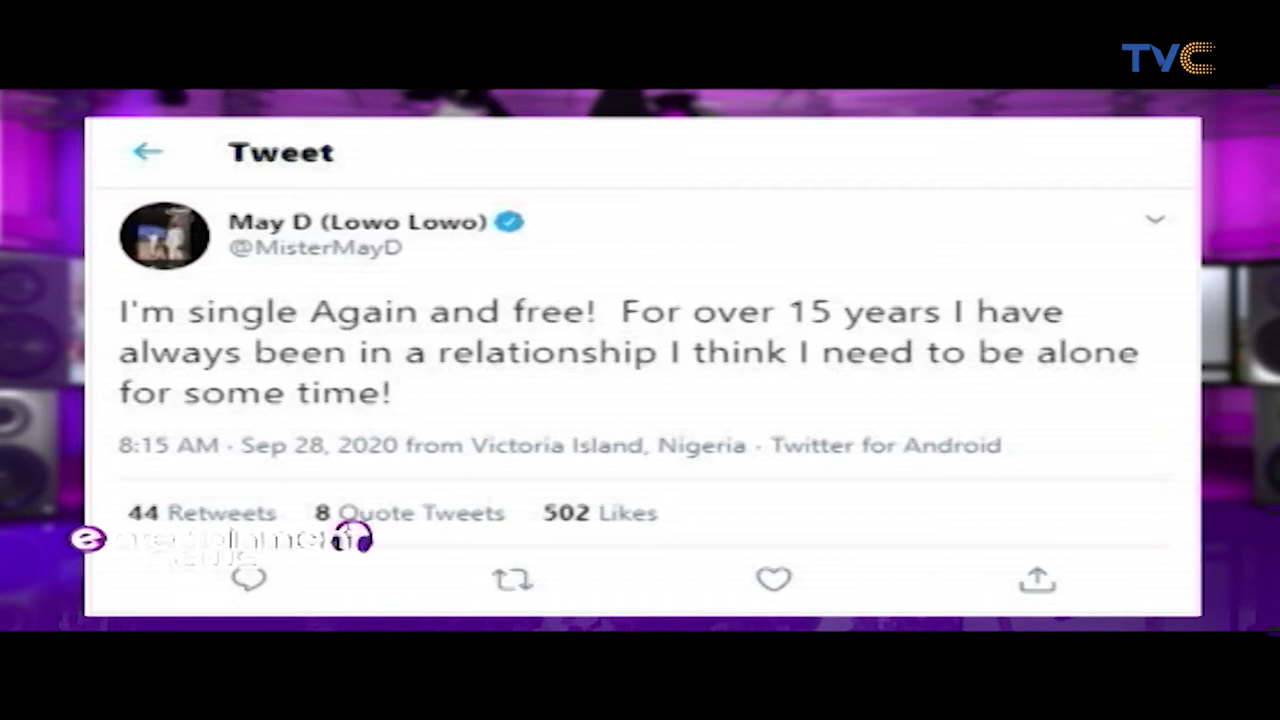 TVC
Tweet
May D (Lowo Lowo)
@MisterMayD
I'm single Again and free! For over 15 years I have
always been in a relationship I think I need to be alone
for some time!
8:15 AM · Sep 28, 2020 from Victoria Island, Nigeria · Twitter for Android
44 Retweets 8 Quote Tweets 502 Likes